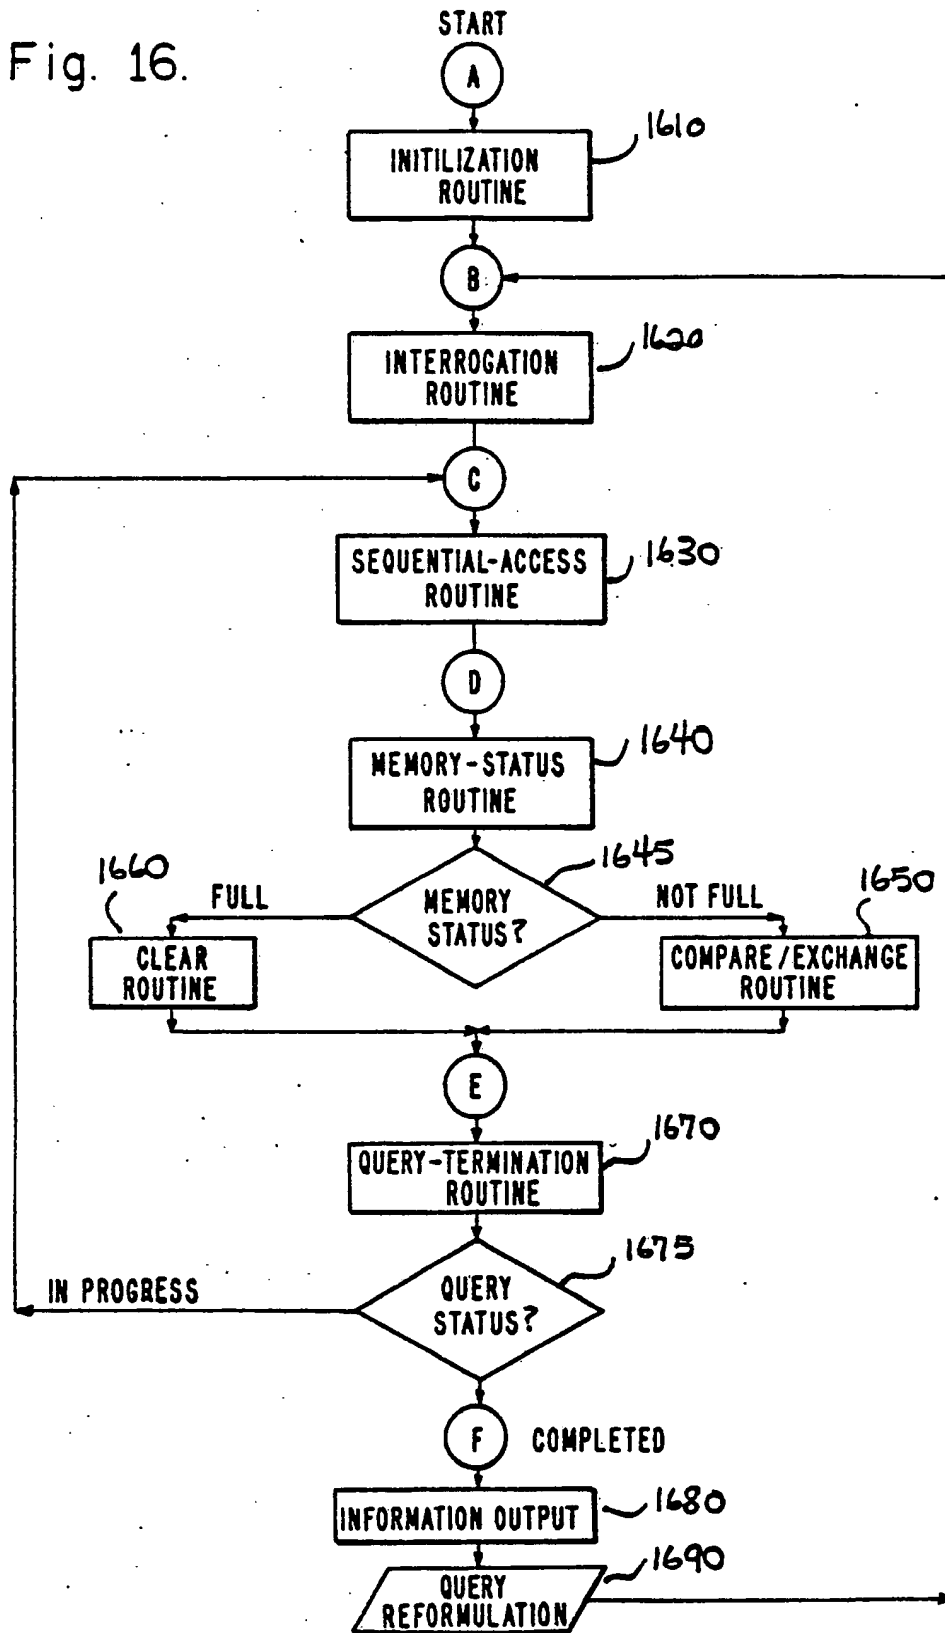 Fig. 16.
START
A
1610
INITILIZATION
ROUTINE
B
1620
INTERROGATION
ROUTINE
C
1630
SEQUENTIAL-ACCESS
ROUTINE
D
1640
MEMORY-STATUS
ROUTINE
1645
MEMORY
STATUS?
1660
FULL
CLEAR
ROUTINE
1650
NOT FULL
COMPARE/EXCHANGE
ROUTINE
E
1670
QUERY-TERMINATION
ROUTINE
1675
QUERY
STATUS?
IN PROGRESS
F
COMPLETED
1680
INFORMATION OUTPUT
1690
QUERY
REFORMULATION